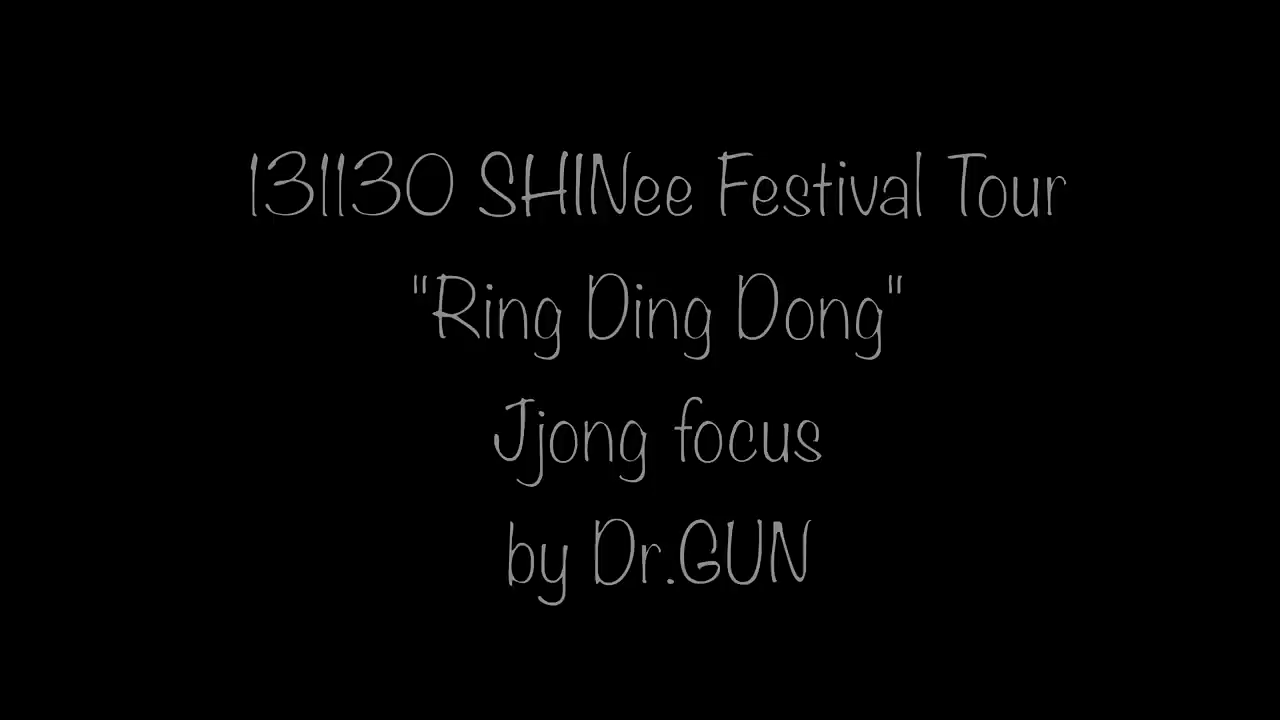 131130 SHINee Festival Tour
"Ring Ding Dong"
Jjong focus
by Dr.GUN